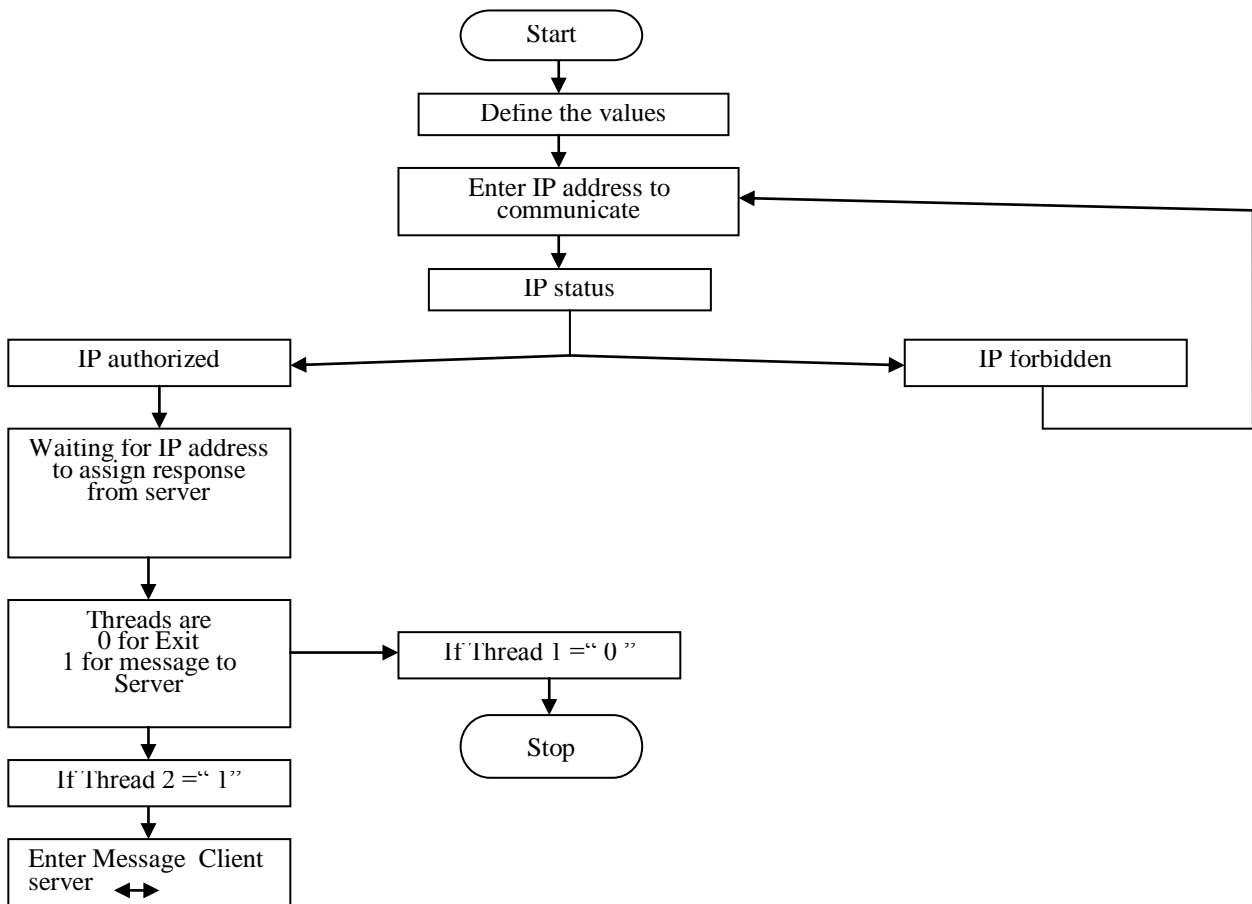 Start
Define the values
Enter IP address to
communicate
IP status
IP authorized
IP forbidden
Waiting for IP address
to assign response
from server
Threads are
0 for Exit
1 for message to
Server
If Thread 1 =“ 0 ”
Stop
If Thread 2 =“ 1”
Enter Message Client
server